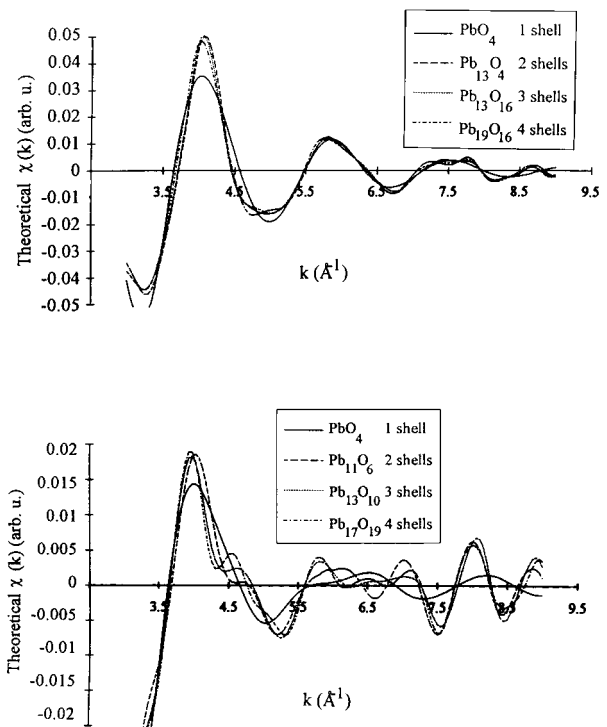 Theoretical χ (k) (arb. u.)
0.05
0.04
0.03
0.02
0.01
0
-0.01
-0.02
-0.03
-0.04
-0.05
3.5 4.5 5.5 6.5 7.5 8.5 9.5
k (Å-1)
PbO4 1 shell
Pb13O4 2 shells
Pb13O16 3 shells
Pb19O16 4 shells
Theoretical χ (k) (arb. u.)
0.02
0.015
0.01
0.005
0
-0.005
-0.01
-0.015
-0.02
3.5 4.5 5.5 6.5 7.5 8.5 9.5
k (Å-1)
PbO4 1 shell
Pb11O6 2 shells
Pb13O10 3 shells
Pb17O19 4 shells